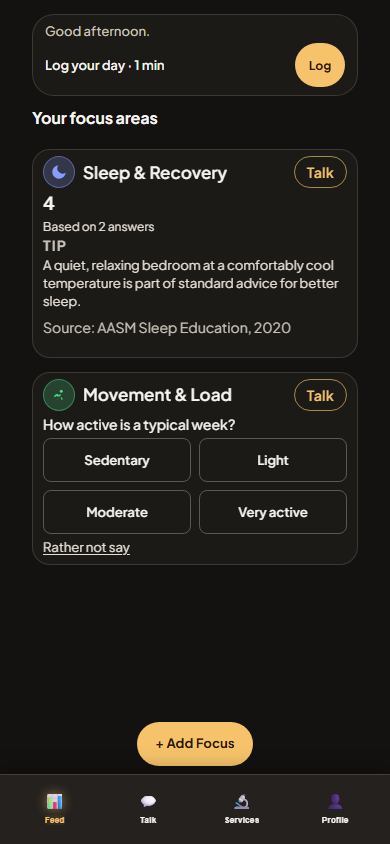 Good afternoon.
Log your day · 1 min
Log
Your focus areas
Sleep & Recovery
Talk
4
Based on 2 answers
TIP
A quiet, relaxing bedroom at a comfortably cool
temperature is part of standard advice for better
sleep.
Source: AASM Sleep Education, 2020
Movement & Load
Talk
How active is a typical week?
Sedentary
Light
Moderate
Very active
Rather not say
+ Add Focus
Feed
Talk
Services
Profile